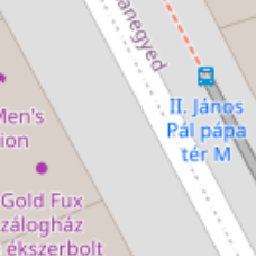 anegyed
II. János
Pál pápa
tér M
Men's
ion
Gold Fux
zálogház
ékszerbolt